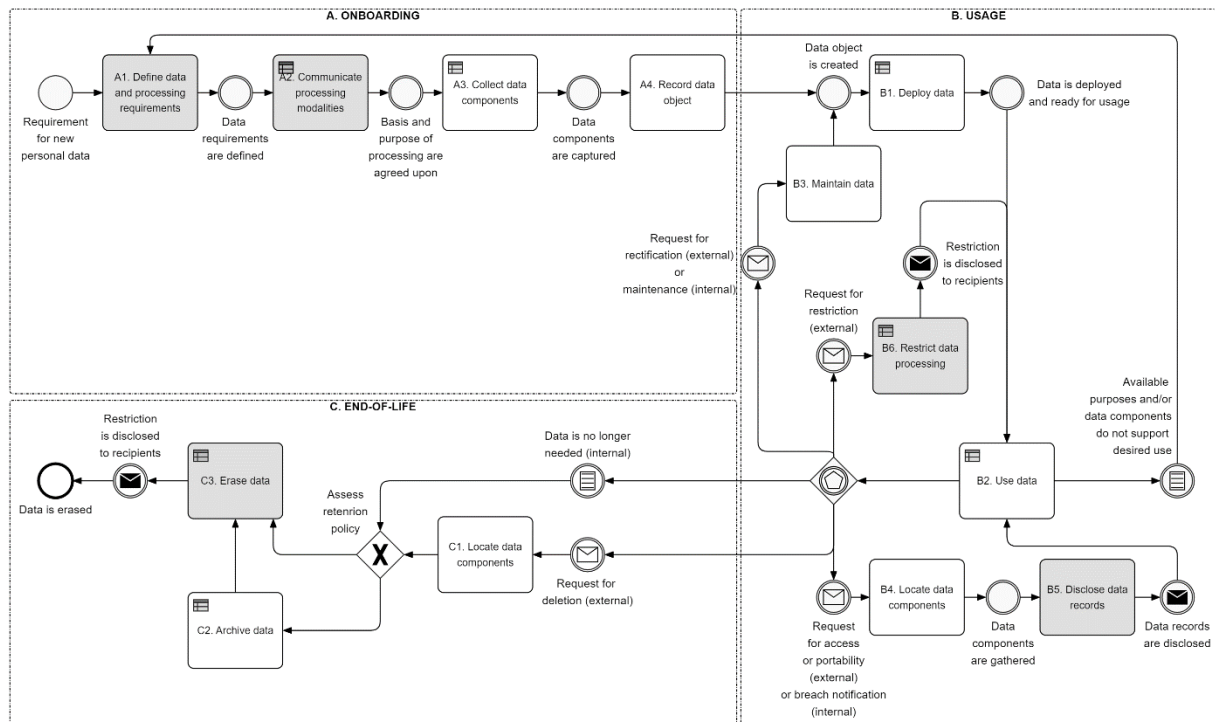 A. ONBOARDING
A1. Define data
and processing
requirements
A2. Communicate
processing
modalities
A3. Collect data
components
A4. Record data
object
Requirement
for new
personal data
Data
requirements
are defined
Basis and
purpose of
processing are
agreed upon
Data
components
are captured
B. USAGE
Data object
is created
B1. Deploy data
Data is deployed
and ready for usage
B3. Maintain data
Request for
rectification (external)
or
maintenance (internal)
Restriction
is disclosed
to recipients
Request for
restriction
(external)
B6. Restrict data
processing
Available
purposes and/or
data components
do not support
desired use
B2. Use data
B4. Locate data
components
B5. Disclose data
records
Request
for access
or portability
(external)
or breach notification
(internal)
Data
components
are gathered
Data records
are disclosed
C. END-OF-LIFE
Restriction
is disclosed
to recipients
Data is no longer
needed (internal)
C3. Erase data
Data is erased
Assess
retenrion
policy
C1. Locate data
components
Request for
deletion (external)
X
C2. Archive data